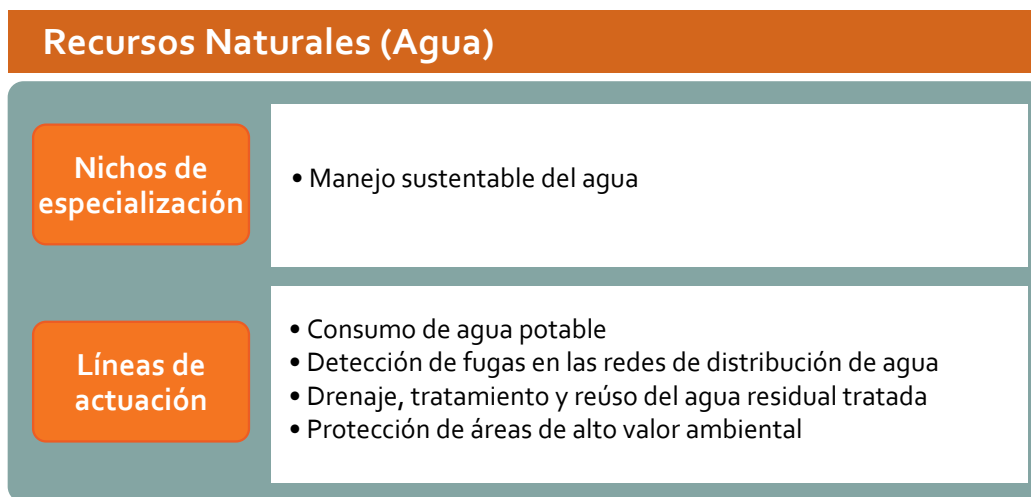 Recursos Naturales (Agua)
Nichos de
especialización
• Manejo sustentable del agua
Líneas de
actuación
• Consumo de agua potable
• Detección de fugas en las redes de distribución de agua
• Drenaje, tratamiento y reúso del agua residual tratada
• Protección de áreas de alto valor ambiental